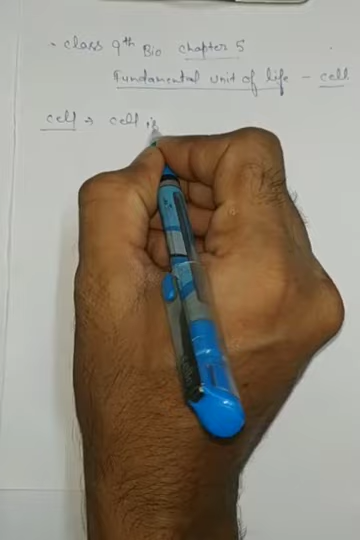 • class 9th Bio chapter 5
Fundamental unit of life - cell
cell → cell is